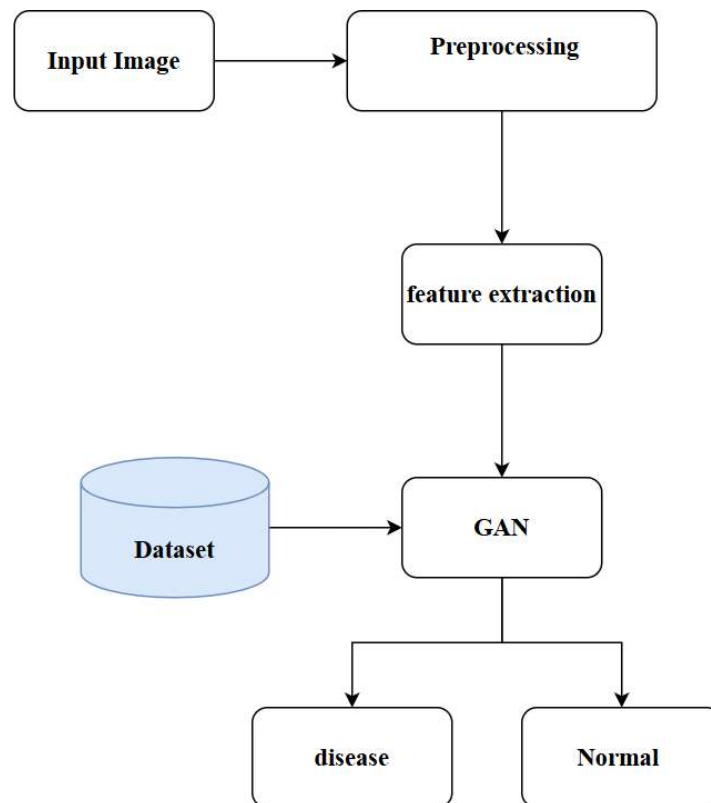 Input Image
Preprocessing
feature extraction
Dataset
GAN
disease
Normal